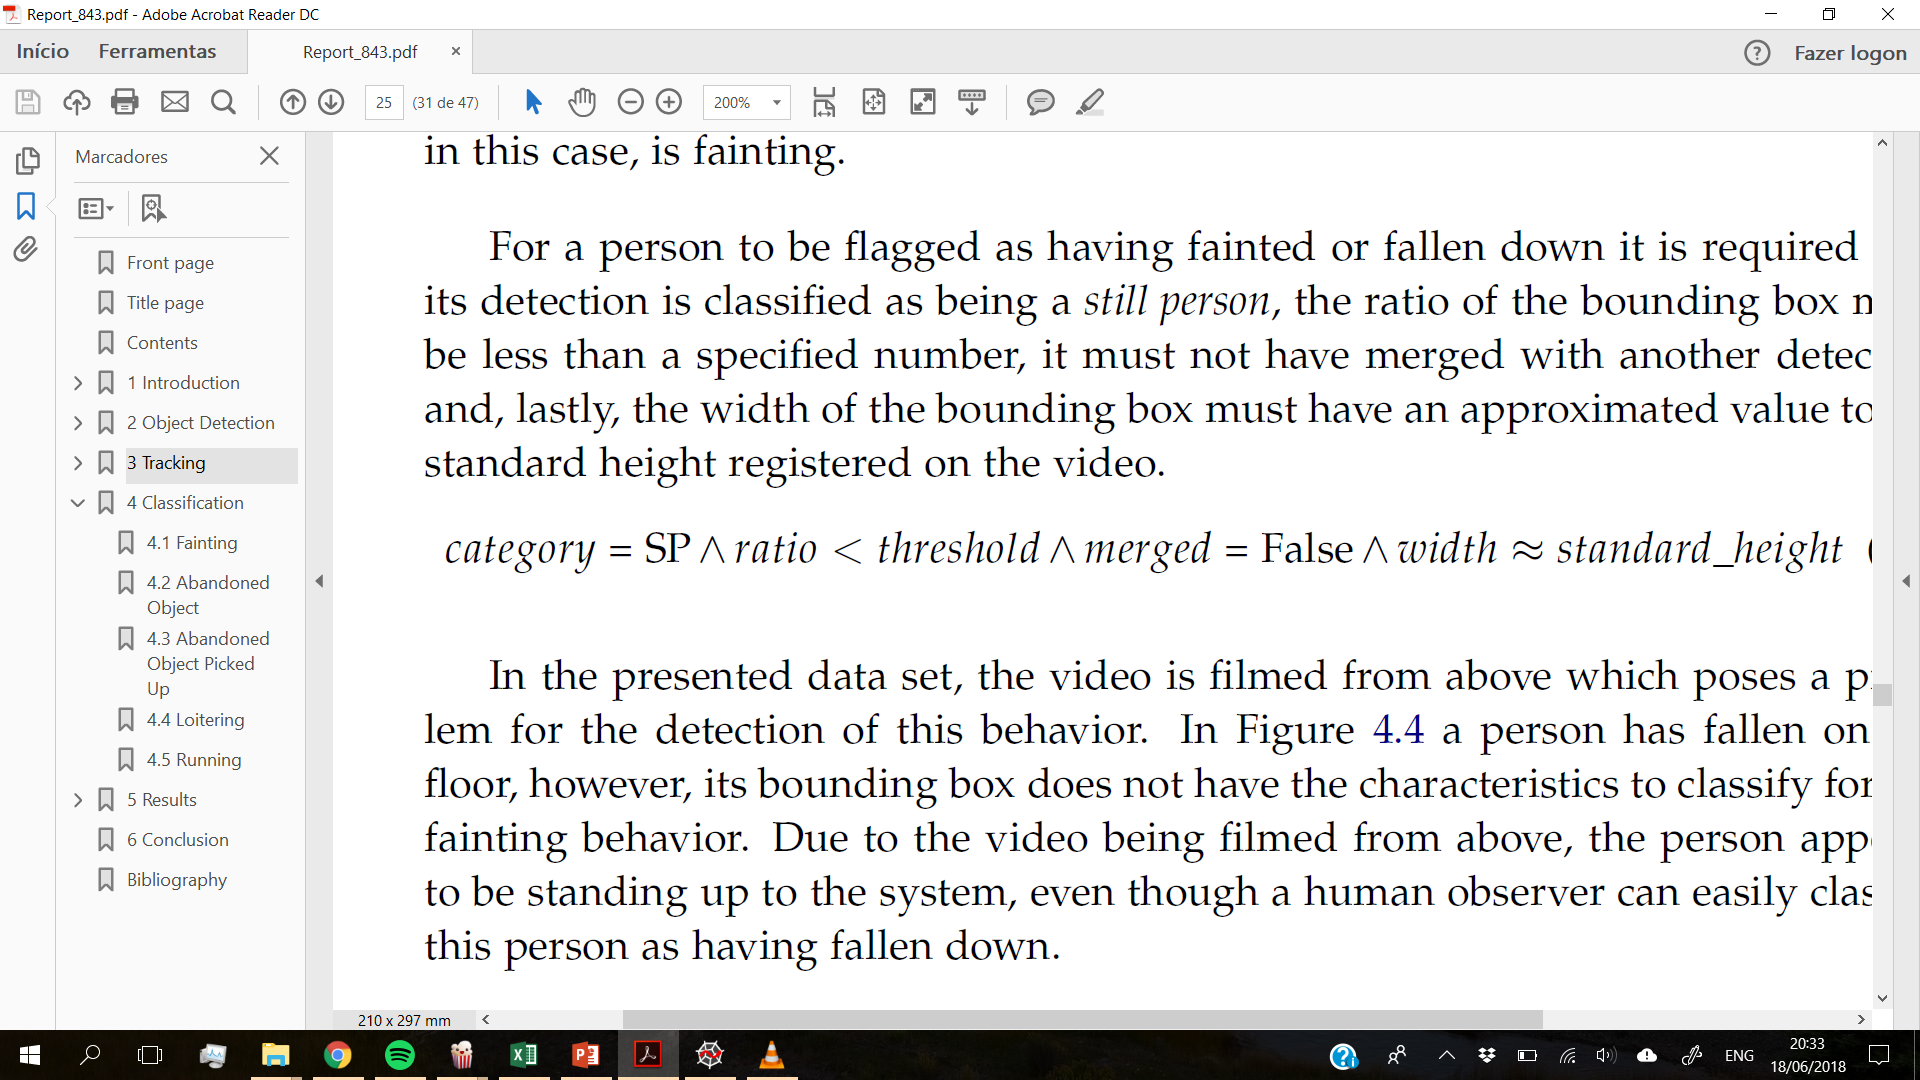 Report_843.pdf - Adobe Acrobat Reader DC
Início Ferramentas Report_843.pdf Fazer logon
25 (31 de 47) 200%
Marcadores
Front page
Title page
Contents
1 Introduction
2 Object Detection
3 Tracking
4 Classification
4.1 Fainting
4.2 Abandoned
Object
4.3 Abandoned
Object Picked
Up
4.4 Loitering
4.5 Running
5 Results
6 Conclusion
Bibliography
in this case, is fainting.
For a person to be flagged as having fainted or fallen down it is required
its detection is classified as being a still person, the ratio of the bounding box
be less than a specified number, it must not have merged with another detec
and, lastly, the width of the bounding box must have an approximated value to
standard height registered on the video.
category = SP ∧ ratio < threshold ∧ merged = False ∧ width ≈ standard_height (
In the presented data set, the video is filmed from above which poses a
lem for the detection of this behavior. In Figure 4.4 a person has fallen on
floor, however, its bounding box does not have the characteristics to classify for
fainting behavior. Due to the video being filmed from above, the person app
to be standing up to the system, even though a human observer can easily clas
this person as having fallen down.
210 x 297 mm
ENG
20:33
18/06/2018